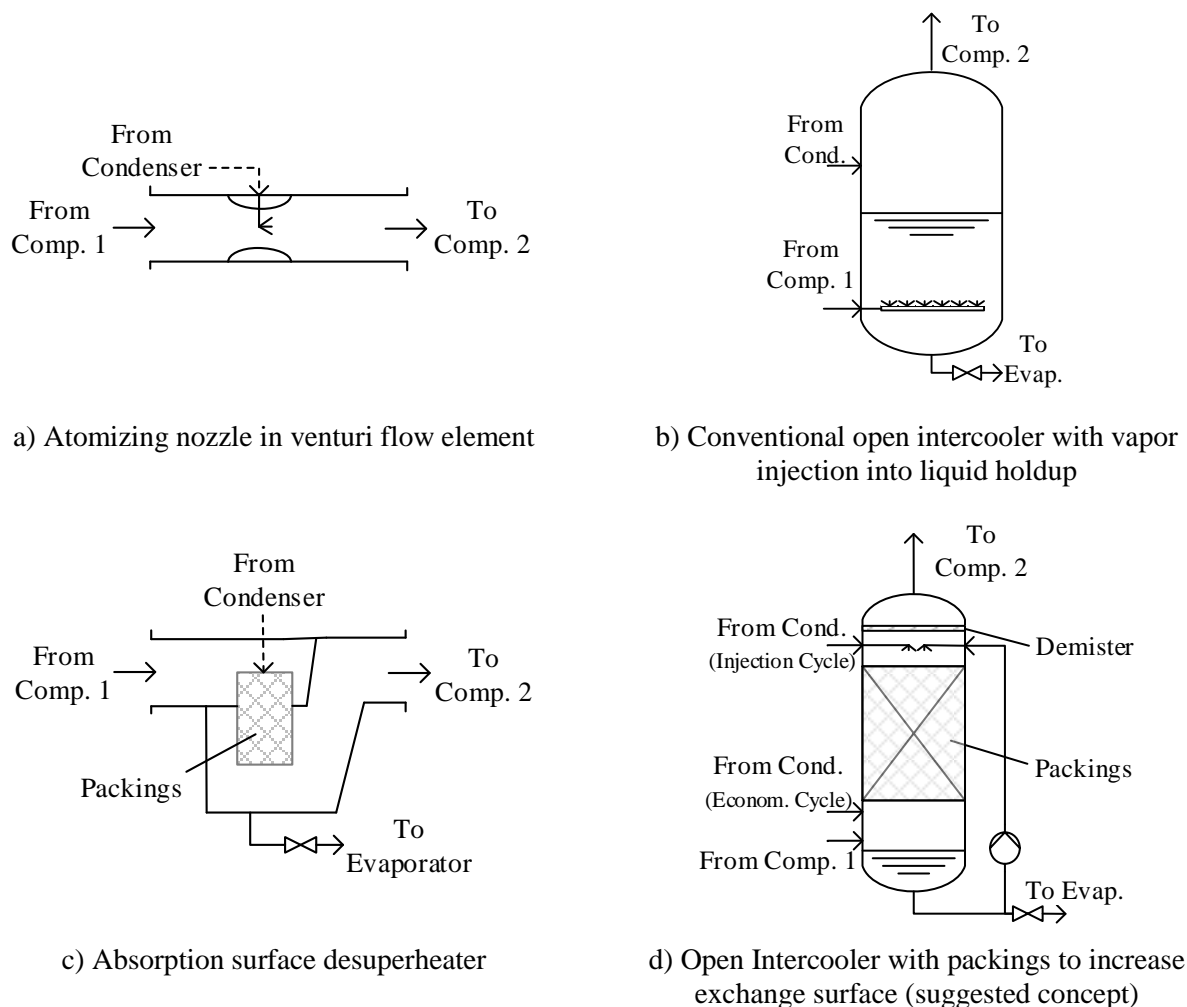 From
Condenser
From
Comp. 1
To
Comp. 2
a) Atomizing nozzle in venturi flow element
To
Comp. 2
From
Cond.
From
Comp. 1
To
Evap.
b) Conventional open intercooler with vapor
injection into liquid holdup
From
Condenser
From
Comp. 1
To
Comp. 2
Packings
To
Evaporator
c) Absorption surface desuperheater
To
Comp. 2
From Cond.
(Injection Cycle)
Demister
Packings
From Cond.
(Econom. Cycle)
From Comp. 1
To Evap.
d) Open Intercooler with packings to increase
exchange surface (suggested concept)